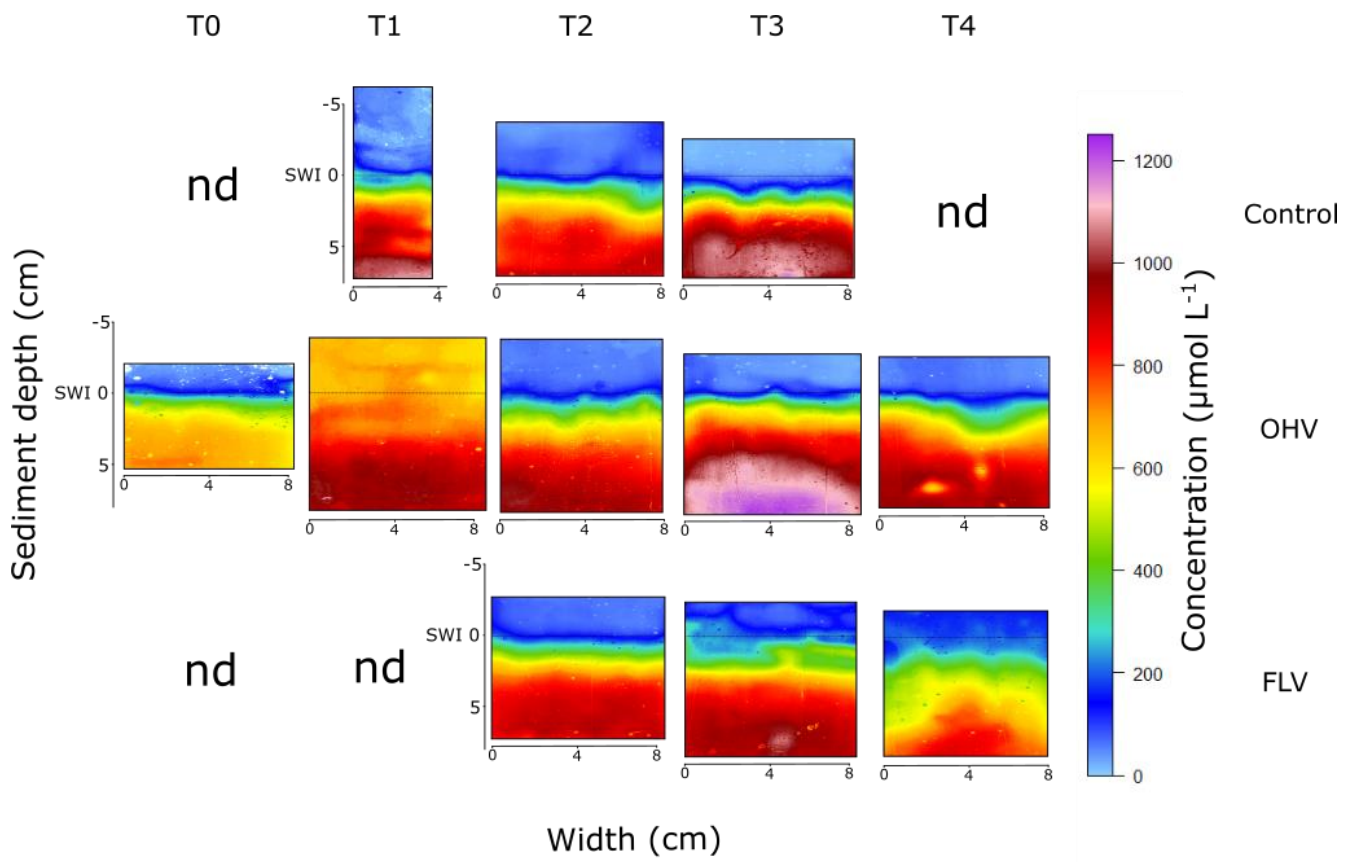 T0 T1 T2 T3 T4
-5
SWI 0
5
nd
nd
0 4
0 4 8
0 4 8
Control
-5
SWI 0
5
0 4 8
0 4 8
0 4 8
0 4 8
0 4 8
OHV
-5
SWI 0
5
nd
nd
0 4 8
0 4 8
0 4 8
FLV
Sediment depth (cm)
Width (cm)
1200
1000
800
600
400
200
0
Concentration (µmol L⁻¹)